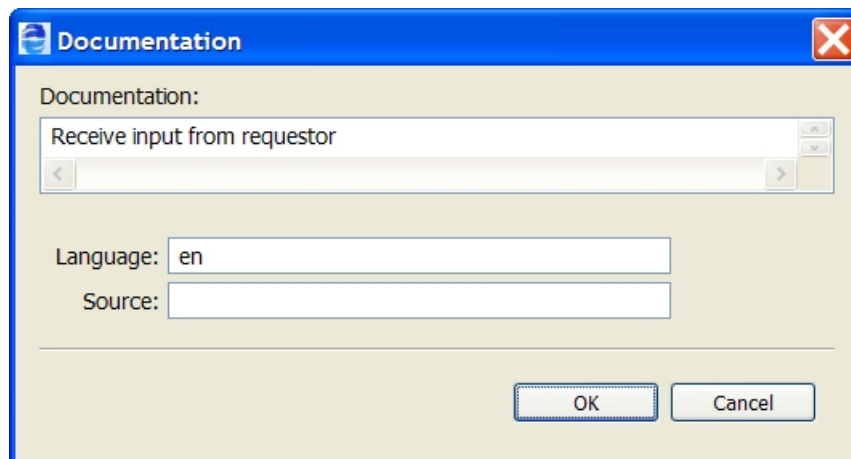 Documentation
Documentation:
Receive input from requestor
Language: en
Source:
OK Cancel